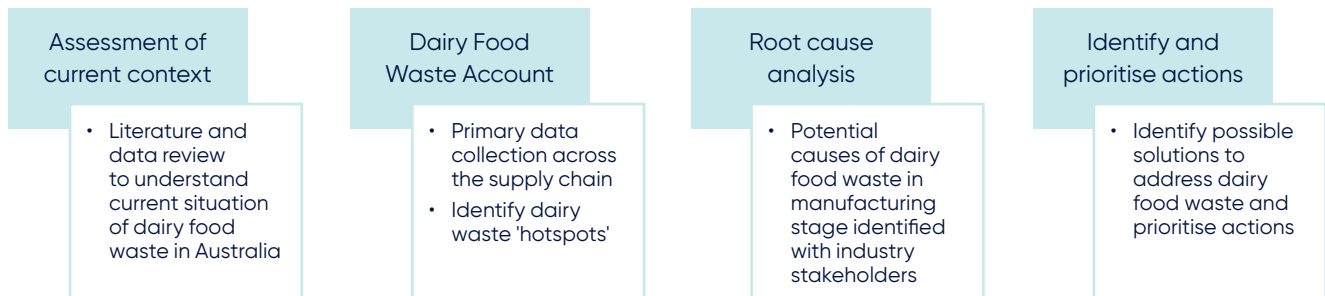 Assessment of
current context
• Literature and
data review
to understand
current situation
of dairy food
waste in Australia
Dairy Food
Waste Account
• Primary data
collection across
the supply chain
• Identify dairy
waste 'hotspots'
Root cause
analysis
• Potential
causes of dairy
food waste in
manufacturing
stage identified
with industry
stakeholders
Identify and
prioritise actions
• Identify possible
solutions to
address dairy
food waste and
prioritise actions